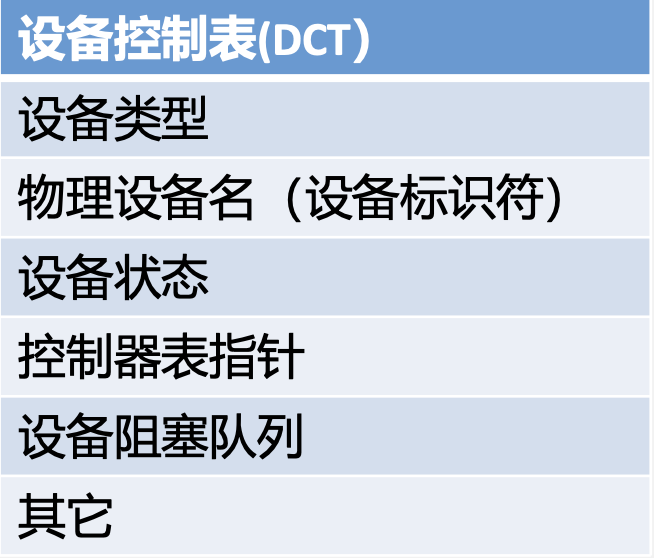 设备控制表(DCT）
设备类型
物理设备名（设备标识符）
设备状态
控制器表指针
设备阻塞队列
其它